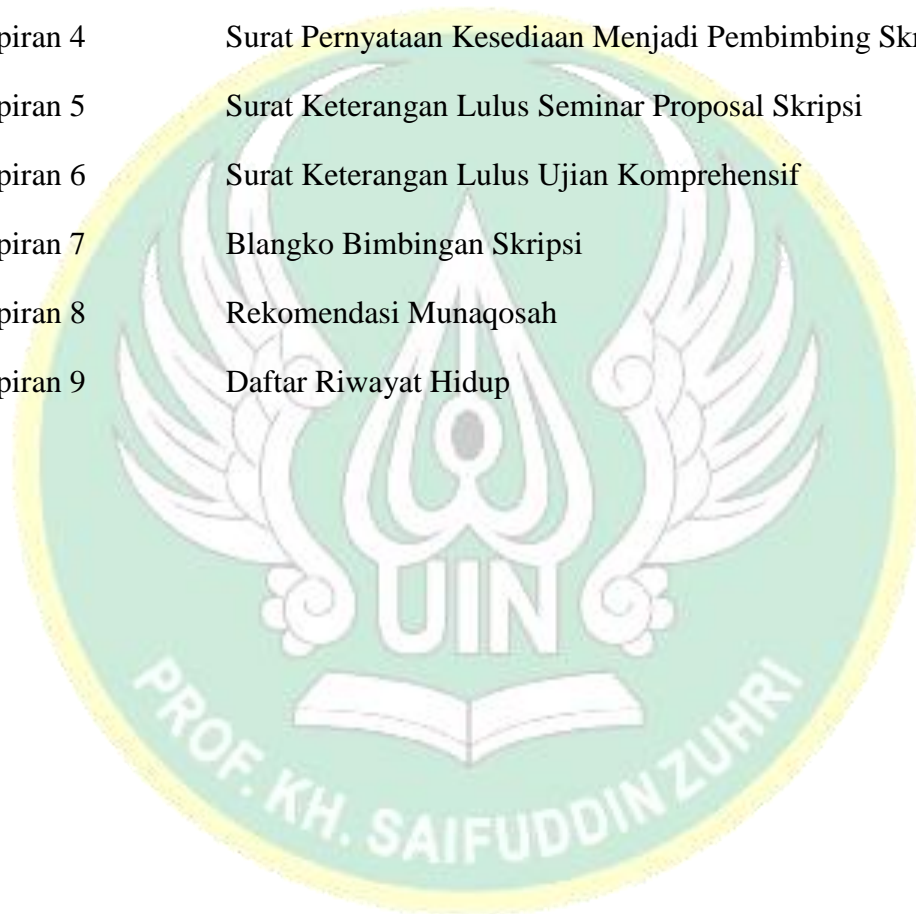 piran 4 Surat Pernyataan Kesediaan Menjadi Pembimbing Skr
piran 5 Surat Keterangan Lulus Seminar Proposal Skripsi
piran 6 Surat Keterangan Lulus Ujian Komprehensif
piran 7 Blangko Bimbingan Skripsi
piran 8 Rekomendasi Munaqosah
piran 9 Daftar Riwayat Hidup
UIN
PROF. KH. SAIFUDDIN ZUHRI